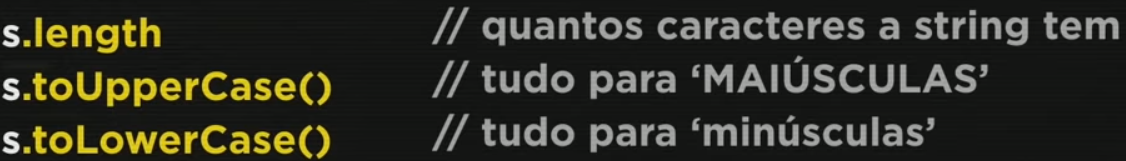 s.length // quantos caracteres a string tem
s.toUpperCase() // tudo para ‘MAIÚSCULAS’
s.toLowerCase() // tudo para ‘minúsculas’